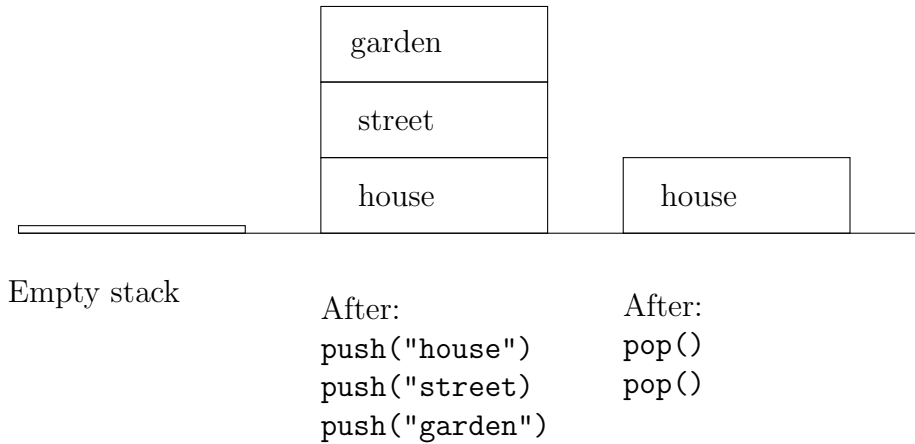 garden
street
house
house
Empty stack
After:
push("house")
push("street)
push("garden")
After:
pop()
pop()